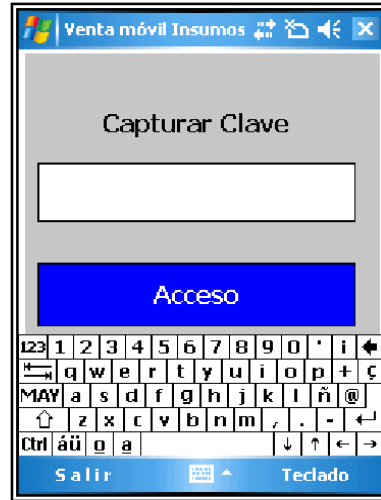 Venta móvil Insumos
Capturar Clave
Acceso
123 1 2 3 4 5 6 7 8 9 0 ' i
q w e r t y u i o p + ç
MAY a s d f g h j k l ñ @
z x c v b n m , . -
Ctrl áü º ª
Salir Teclado